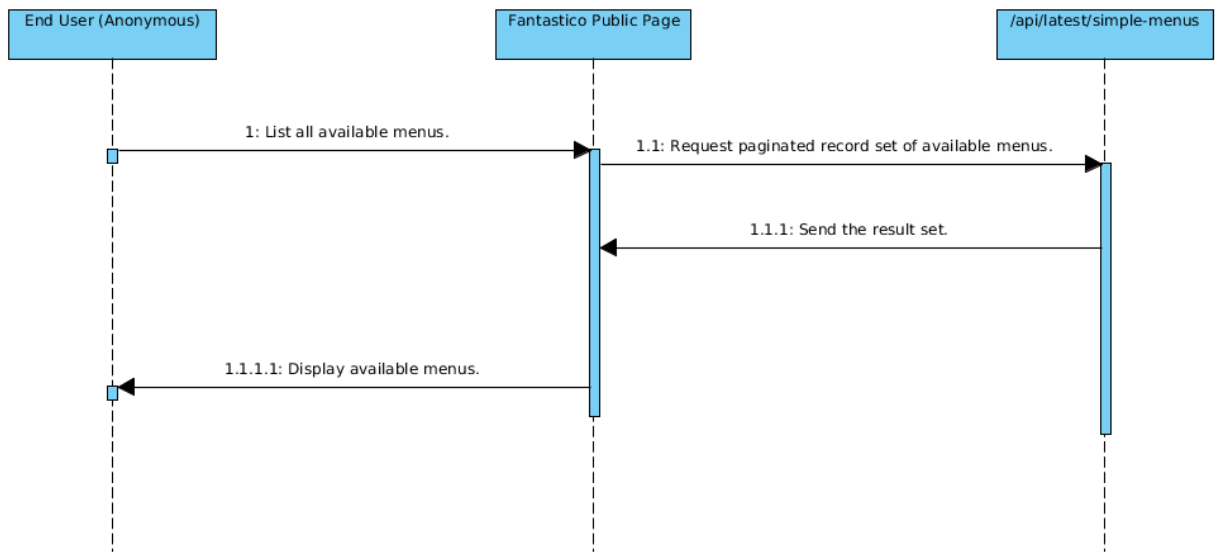 End User (Anonymous)
Fantastico Public Page
/api/latest/simple-menus
1: List all available menus.
1.1: Request paginated record set of available menus.
1.1.1: Send the result set.
1.1.1.1: Display available menus.